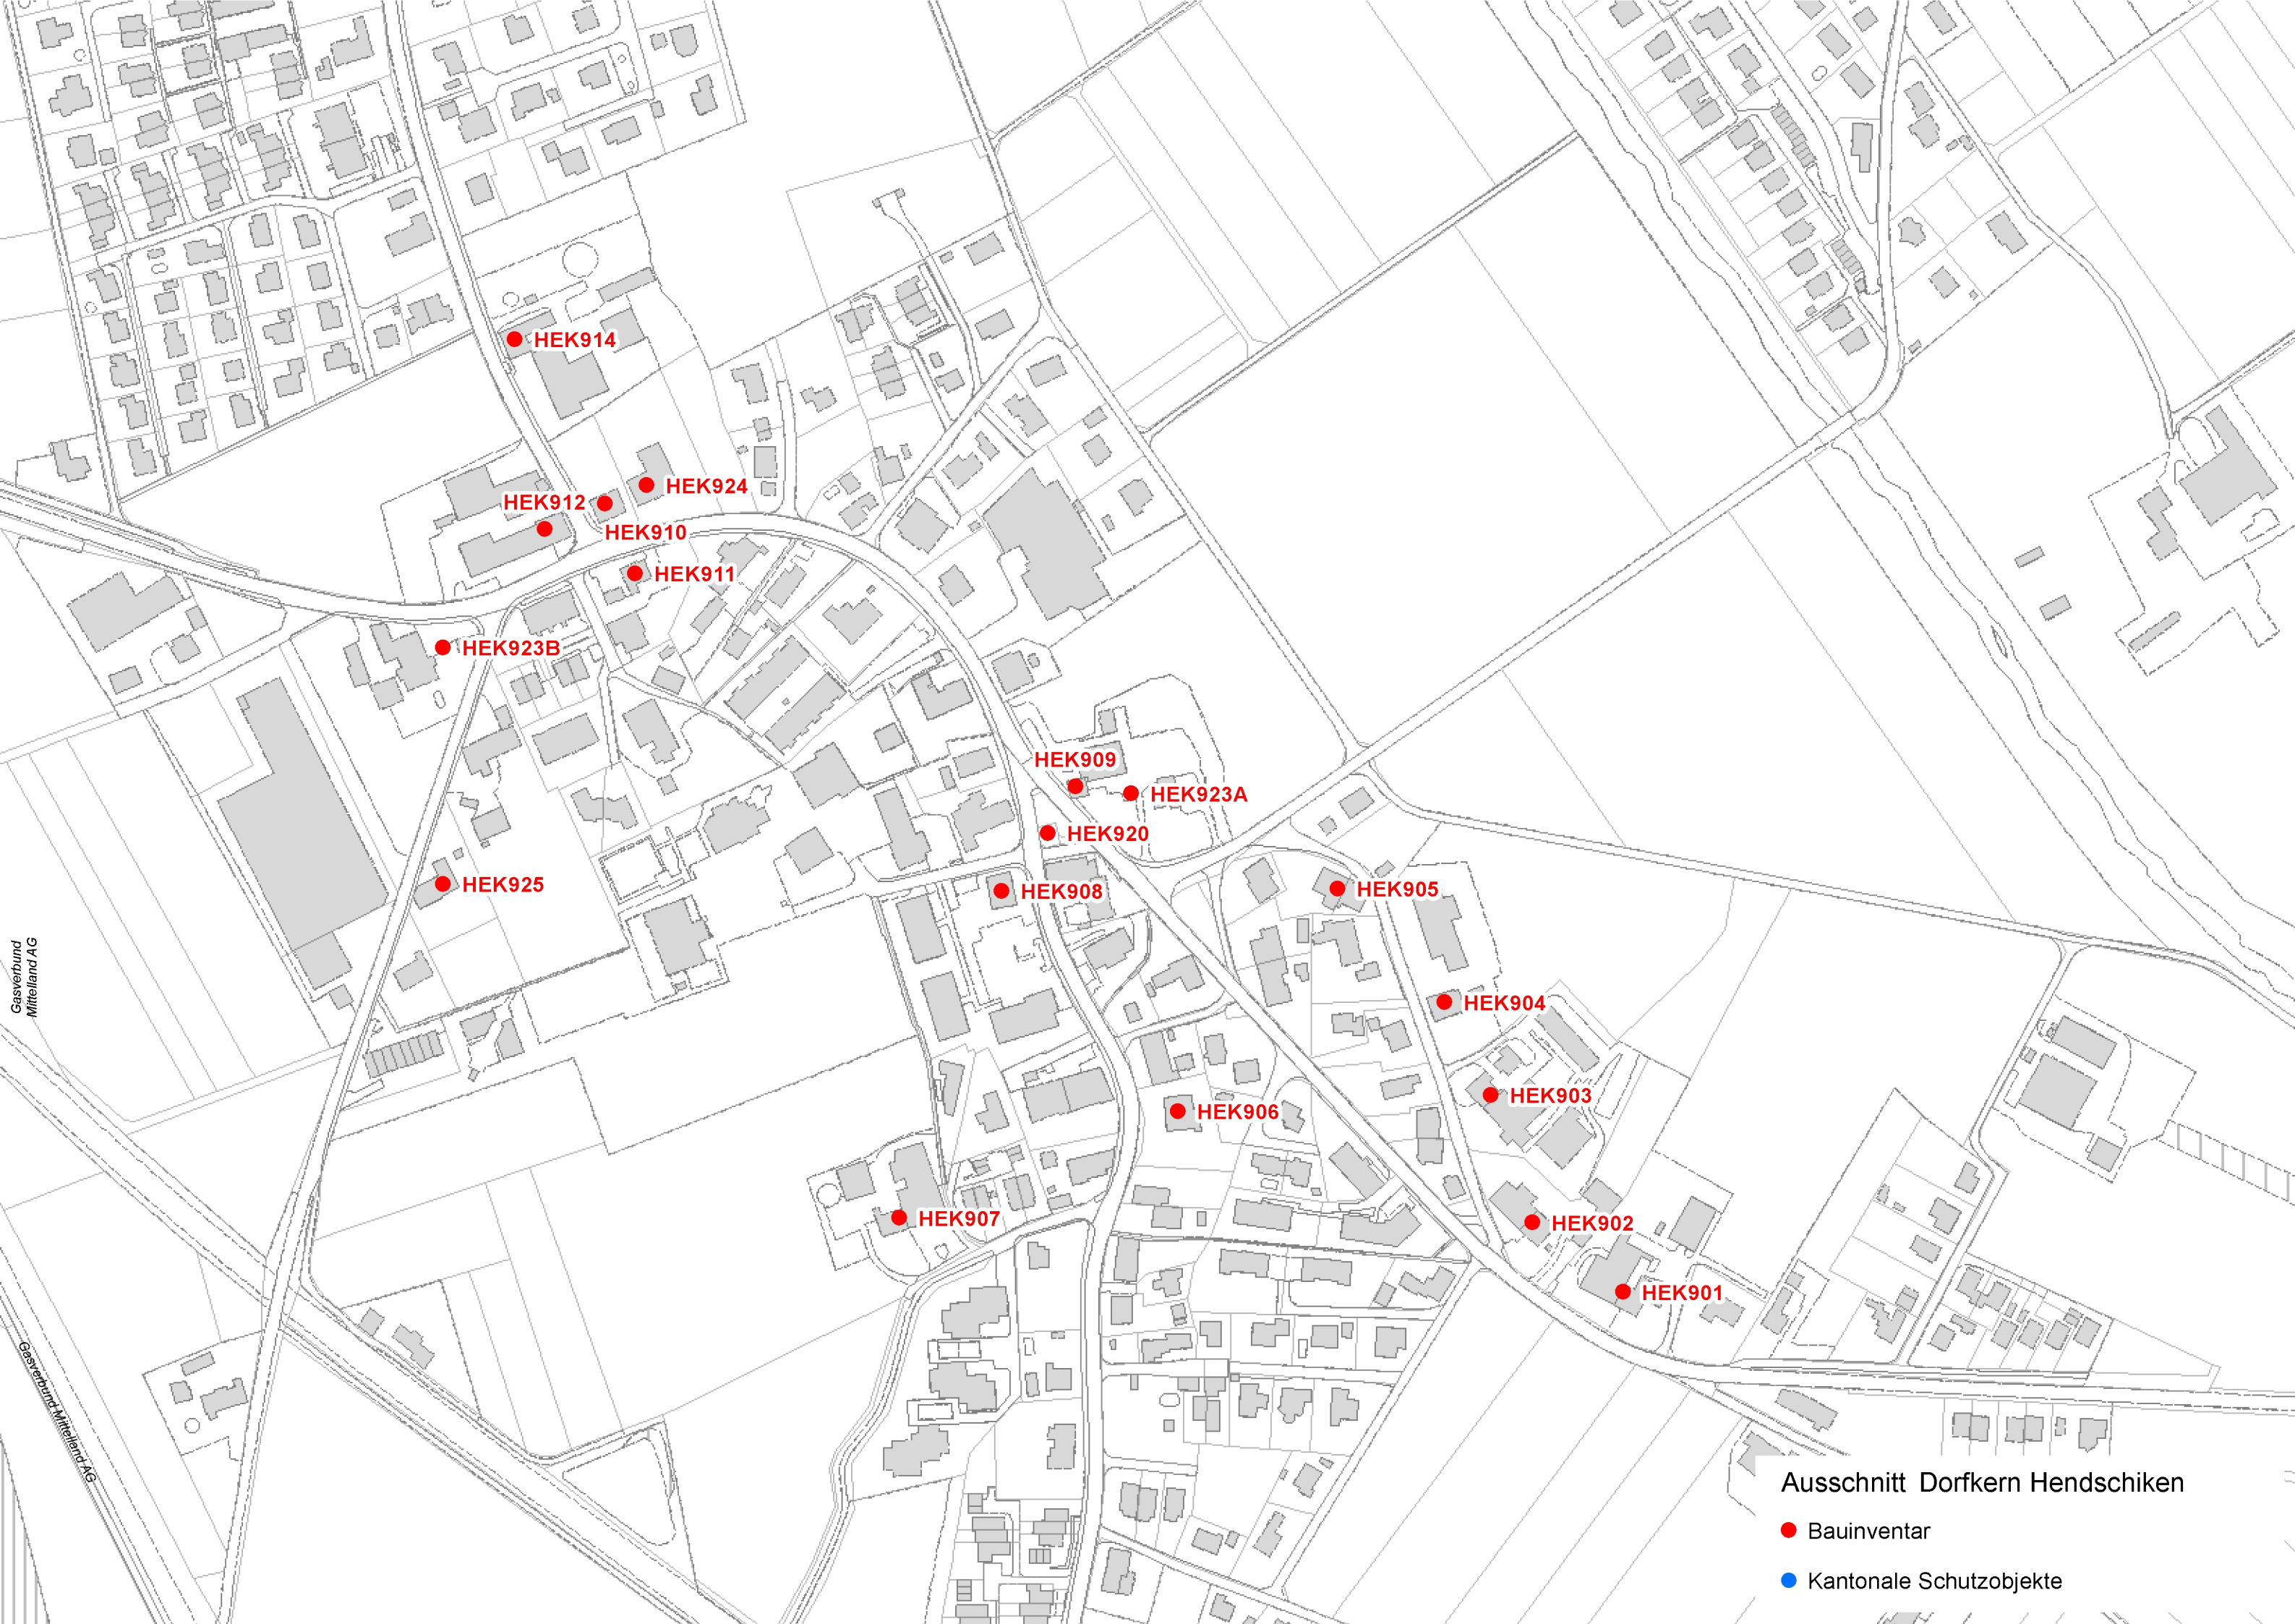 HEK914
HEK924
HEK912
HEK910
HEK911
HEK923B
HEK909
HEK923A
HEK920
HEK925
HEK908
HEK905
Gasverbund
Mittelland AG
HEK904
HEK903
HEK906
HEK907
HEK902
HEK901
Gasverbund Mittelland AG
Ausschnitt Dorfkern Hendschiken
Bauinventar
Kantonale Schutzobjekte